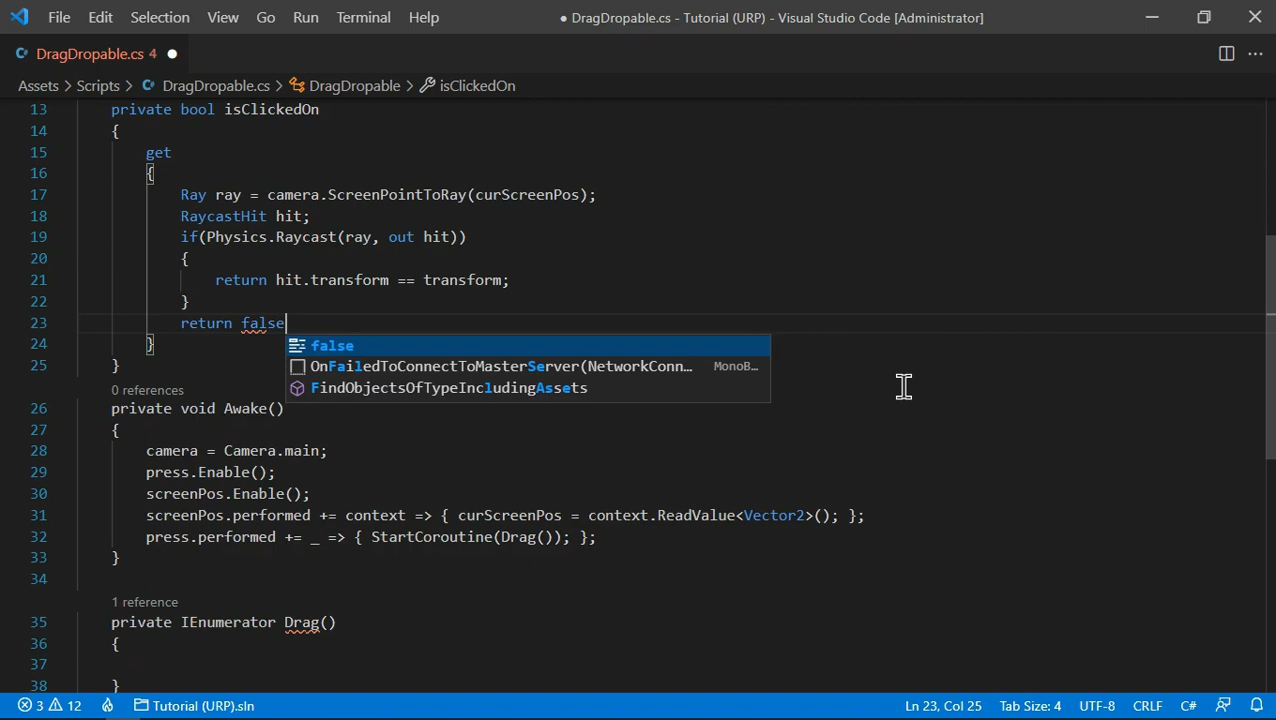 File Edit Selection View Go Run Terminal Help ● DragDropable.cs - Tutorial (URP) - Visual Studio Code [Administrator]
DragDropable.cs 4 ●
Assets > Scripts > DragDropable.cs > DragDropable > isClickedOn
13 private bool isClickedOn
14 {
15 get
16 {
17 Ray ray = camera.ScreenPointToRay(curScreenPos);
18 RaycastHit hit;
19 if(Physics.Raycast(ray, out hit))
20 {
21 return hit.transform == transform;
22 }
23 return false
false
24 }
OnFailedToConnectToMasterServer(NetworkConn... MonoB...
25 }
FindObjectsOfTypeIncludingAssets
0 references
26 private void Awake()
27 {
28 camera = Camera.main;
29 press.Enable();
30 screenPos.Enable();
31 screenPos.performed += context => { curScreenPos = context.ReadValue<Vector2>(); };
32 press.performed += _ => { StartCoroutine(Drag()); };
33 }
34
1 reference
35 private IEnumerator Drag()
36 {
37
38 }
3 12 Tutorial (URP).sln Ln 23, Col 25 Tab Size: 4 UTF-8 CRLF C#